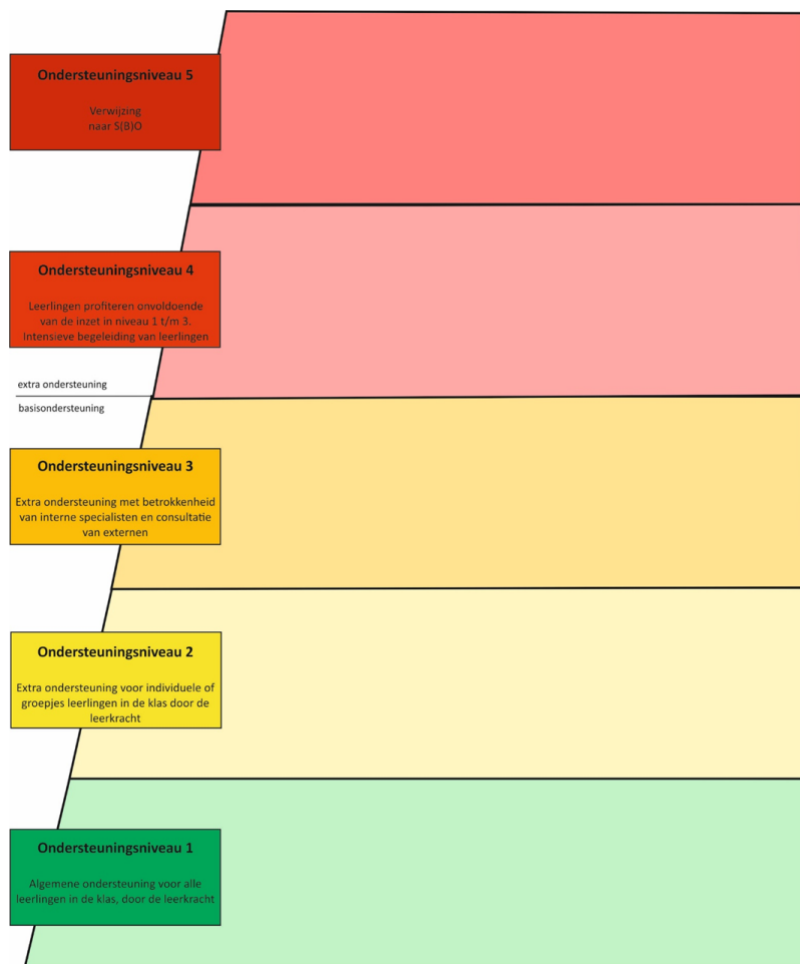 Ondersteuningsniveau 5
Verwijzing
naar S(B)O
Ondersteuningsniveau 4
Leerlingen profiteren onvoldoende
van de inzet in niveau 1 t/m 3.
Intensieve begeleiding van leerlingen
extra ondersteuning
basisondersteuning
Ondersteuningsniveau 3
Extra ondersteuning met betrokkenheid
van interne specialisten en consultatie
van externen
Ondersteuningsniveau 2
Extra ondersteuning voor individuele of
groepjes leerlingen in de klas door de
leerkracht
Ondersteuningsniveau 1
Algemene ondersteuning voor alle
leerlingen in de klas, door de leerkracht